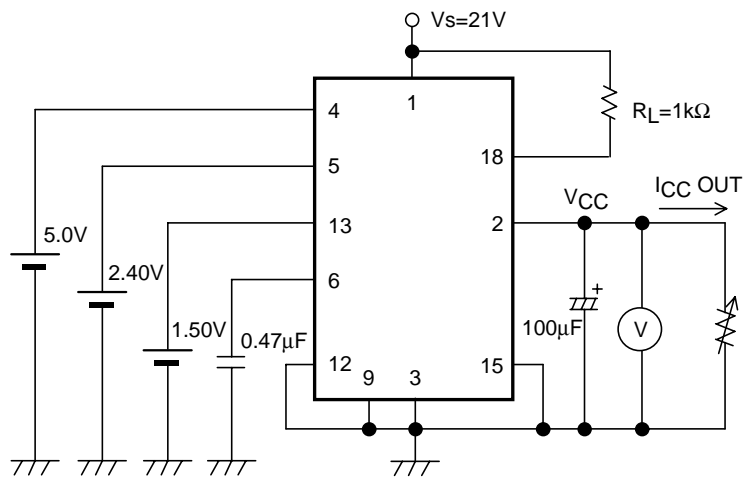 Vs=21V
1
4
RL=1kΩ
18
5
ICC OUT
VCC
13
2
5.0V
2.40V
6
+
1.50V
0.47μF
100μF
V
12
15
9
3